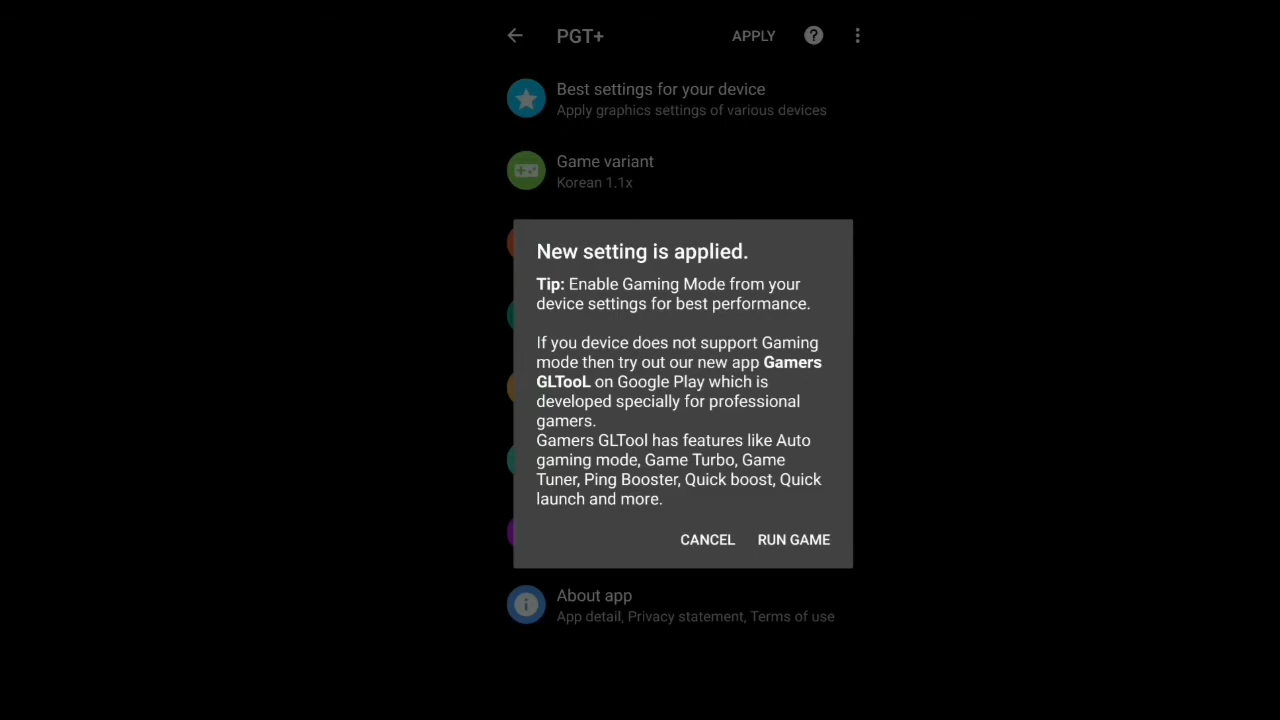 PGT+
APPLY
Best settings for your device
Apply graphics settings of various devices
Game variant
Korean 1.1x
New setting is applied.
Tip: Enable Gaming Mode from your
device settings for best performance.
If you device does not support Gaming
mode then try out our new app Gamers
GLTooL on Google Play which is
developed specially for professional
gamers.
Gamers GLTool has features like Auto
gaming mode, Game Turbo, Game
Tuner, Ping Booster, Quick boost, Quick
launch and more.
CANCEL
RUN GAME
About app
App detail, Privacy statement, Terms of use